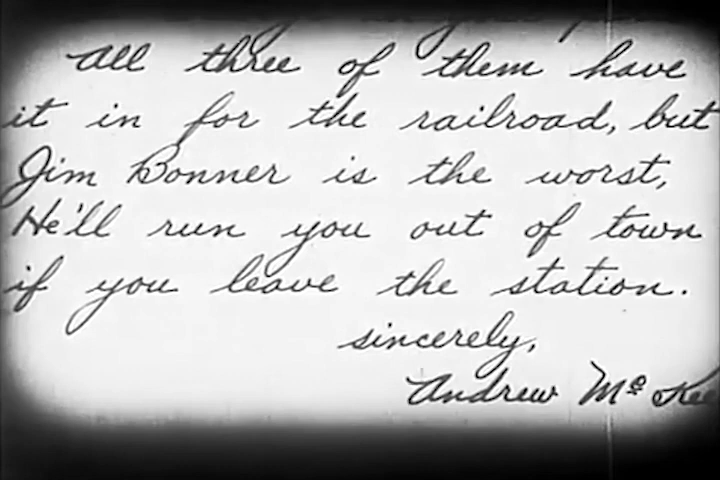 All three of them have
it in for the railroad, but
Jim Bonner is the worst,
He'll run you out of town
if you leave the station.
sincerely,
Andrew McKee